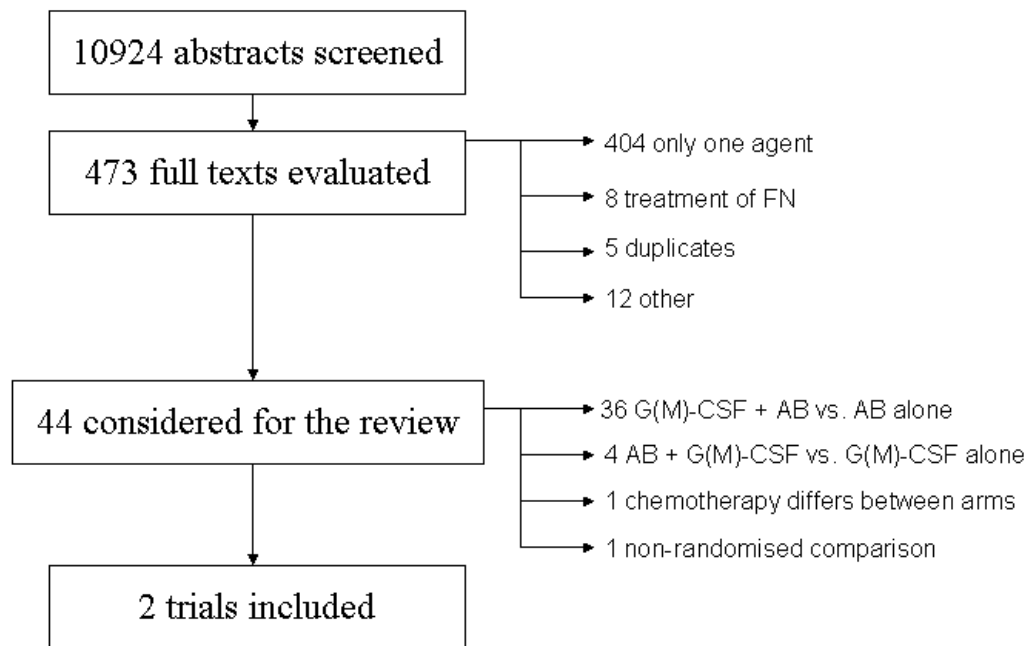 10924 abstracts screened
473 full texts evaluated
404 only one agent
8 treatment of FN
5 duplicates
12 other
44 considered for the review
36 G(M)-CSF + AB vs. AB alone
4 AB + G(M)-CSF vs. G(M)-CSF alone
1 chemotherapy differs between arms
1 non-randomised comparison
2 trials included